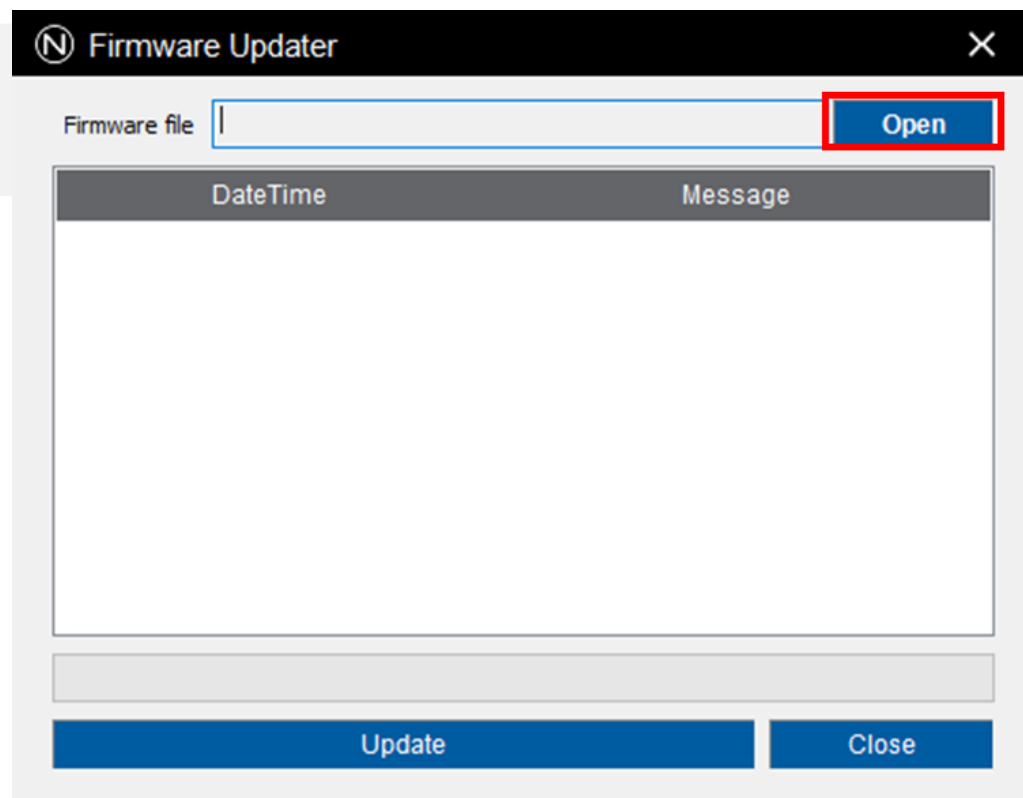 N Firmware Updater
Firmware file Open
DateTime Message
Update Close